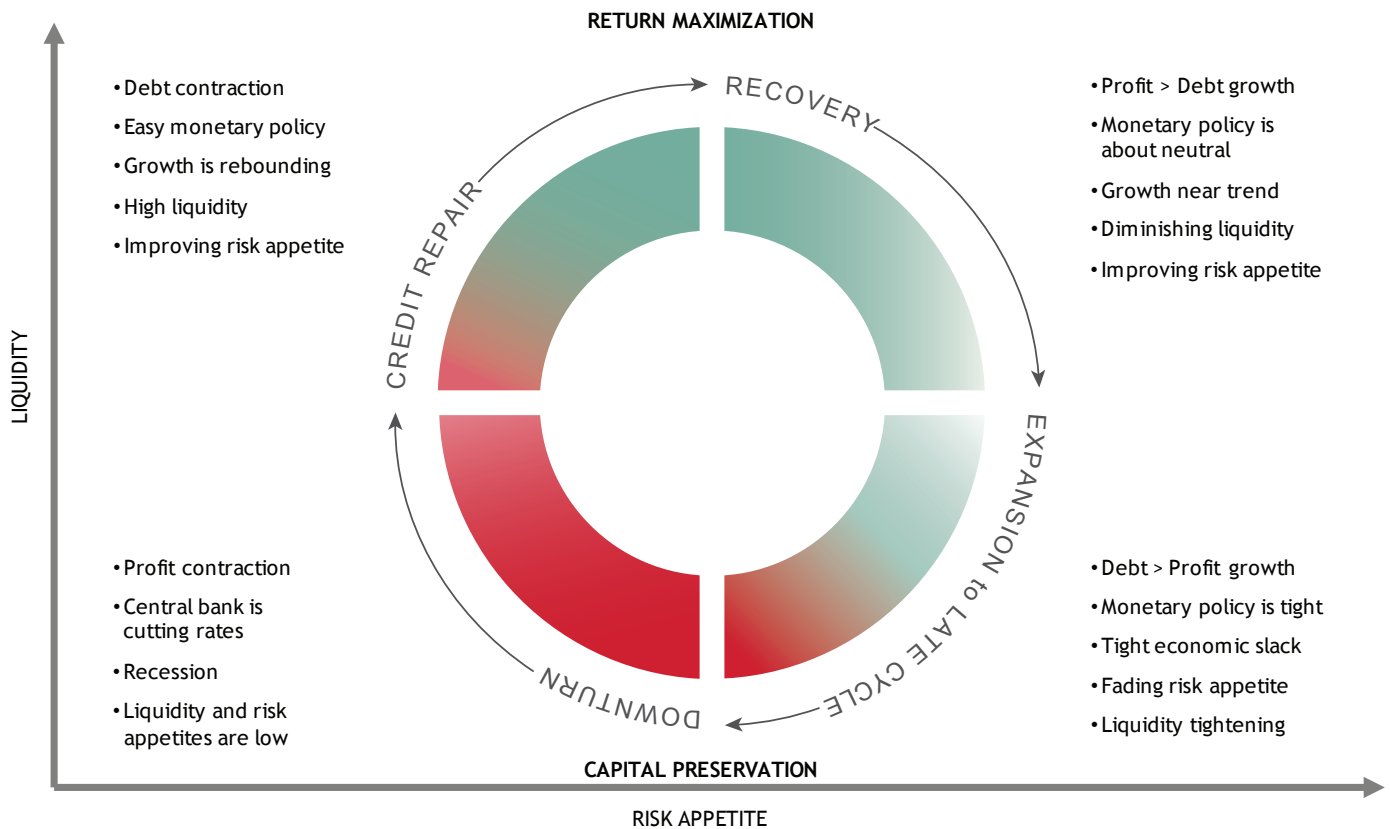 RETURN MAXIMIZATION
• Debt contraction
• Easy monetary policy
• Growth is rebounding
• High liquidity
• Improving risk appetite
RECOVERY
• Profit > Debt growth
• Monetary policy is
about neutral
• Growth near trend
• Diminishing liquidity
• Improving risk appetite
CREDIT REPAIR
LIQUIDITY
EXPANSION to LATE CYCLE
• Profit contraction
• Central bank is
cutting rates
• Recession
• Liquidity and risk
appetites are low
DOWNTURN
• Debt > Profit growth
• Monetary policy is tight
• Tight economic slack
• Fading risk appetite
• Liquidity tightening
CAPITAL PRESERVATION
RISK APPETITE